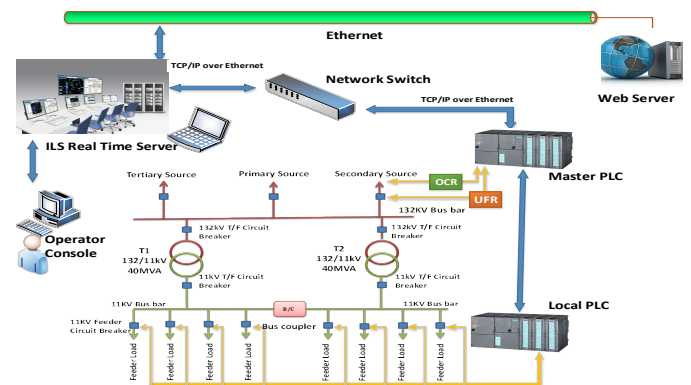 Ethernet
TCP/IP over Ethernet
Network Switch
TCP/IP over Ethernet
Web Server
ILS Real Time Server
Master PLC
Tertiary Source
Primary Source
Secondary Source
OCR
UFR
132KV Bus bar
132kV T/F Circuit
Breaker
132kV T/F Circuit
Breaker
Operator
Console
T1
132/11kV
40MVA
T2
132/11kV
40MVA
11kV T/F Circuit
Breaker
11kV T/F Circuit
Breaker
11KV Bus bar
B/C
11KV Bus bar
Local PLC
11KV Feeder
Circuit Breaker
Bus coupler
Feeder Load
Feeder Load
Feeder Load
Feeder Load
Feeder Load
Feeder Load
Feeder Load
Feeder Load